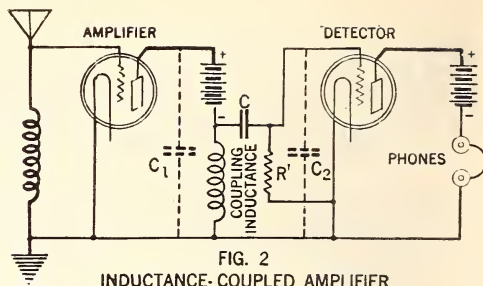 AMPLIFIER
DETECTOR
+
+
-
-
C
C1
COUPLING
INDUCTANCE
R'
C2
PHONES
FIG. 2
INDUCTANCE-COUPLED AMPLIFIER